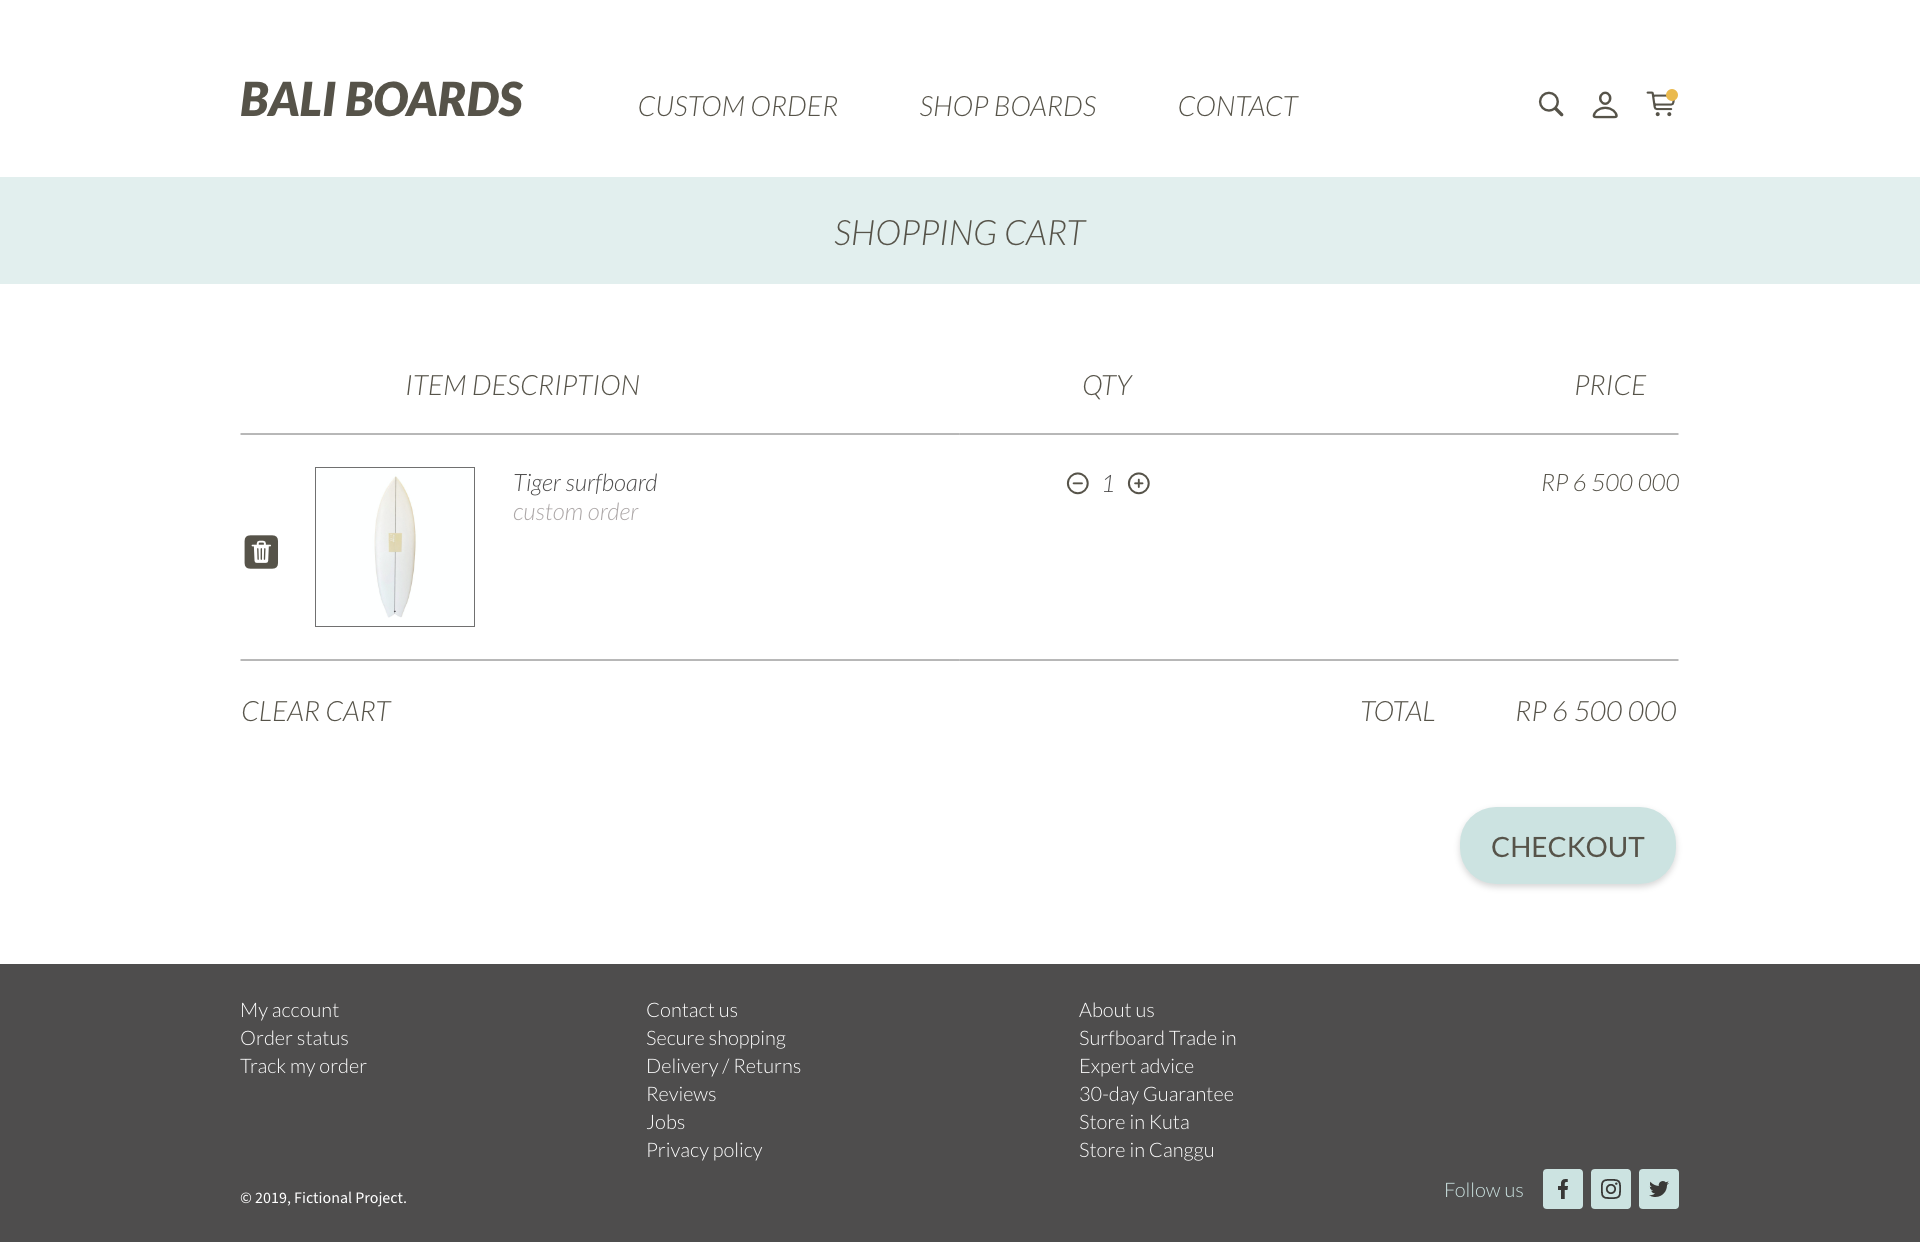 BALI BOARDS
CUSTOM ORDER
SHOP BOARDS
CONTACT
SHOPPING CART
ITEM DESCRIPTION
QTY
PRICE
Tiger surfboard
custom order
1
RP 6 500 000
CLEAR CART
TOTAL
RP 6 500 000
CHECKOUT
My account
Order status
Track my order
Contact us
Secure shopping
Delivery / Returns
Reviews
Jobs
Privacy policy
About us
Surfboard Trade in
Expert advice
30-day Guarantee
Store in Kuta
Store in Canggu
© 2019, Fictional Project.
Follow us